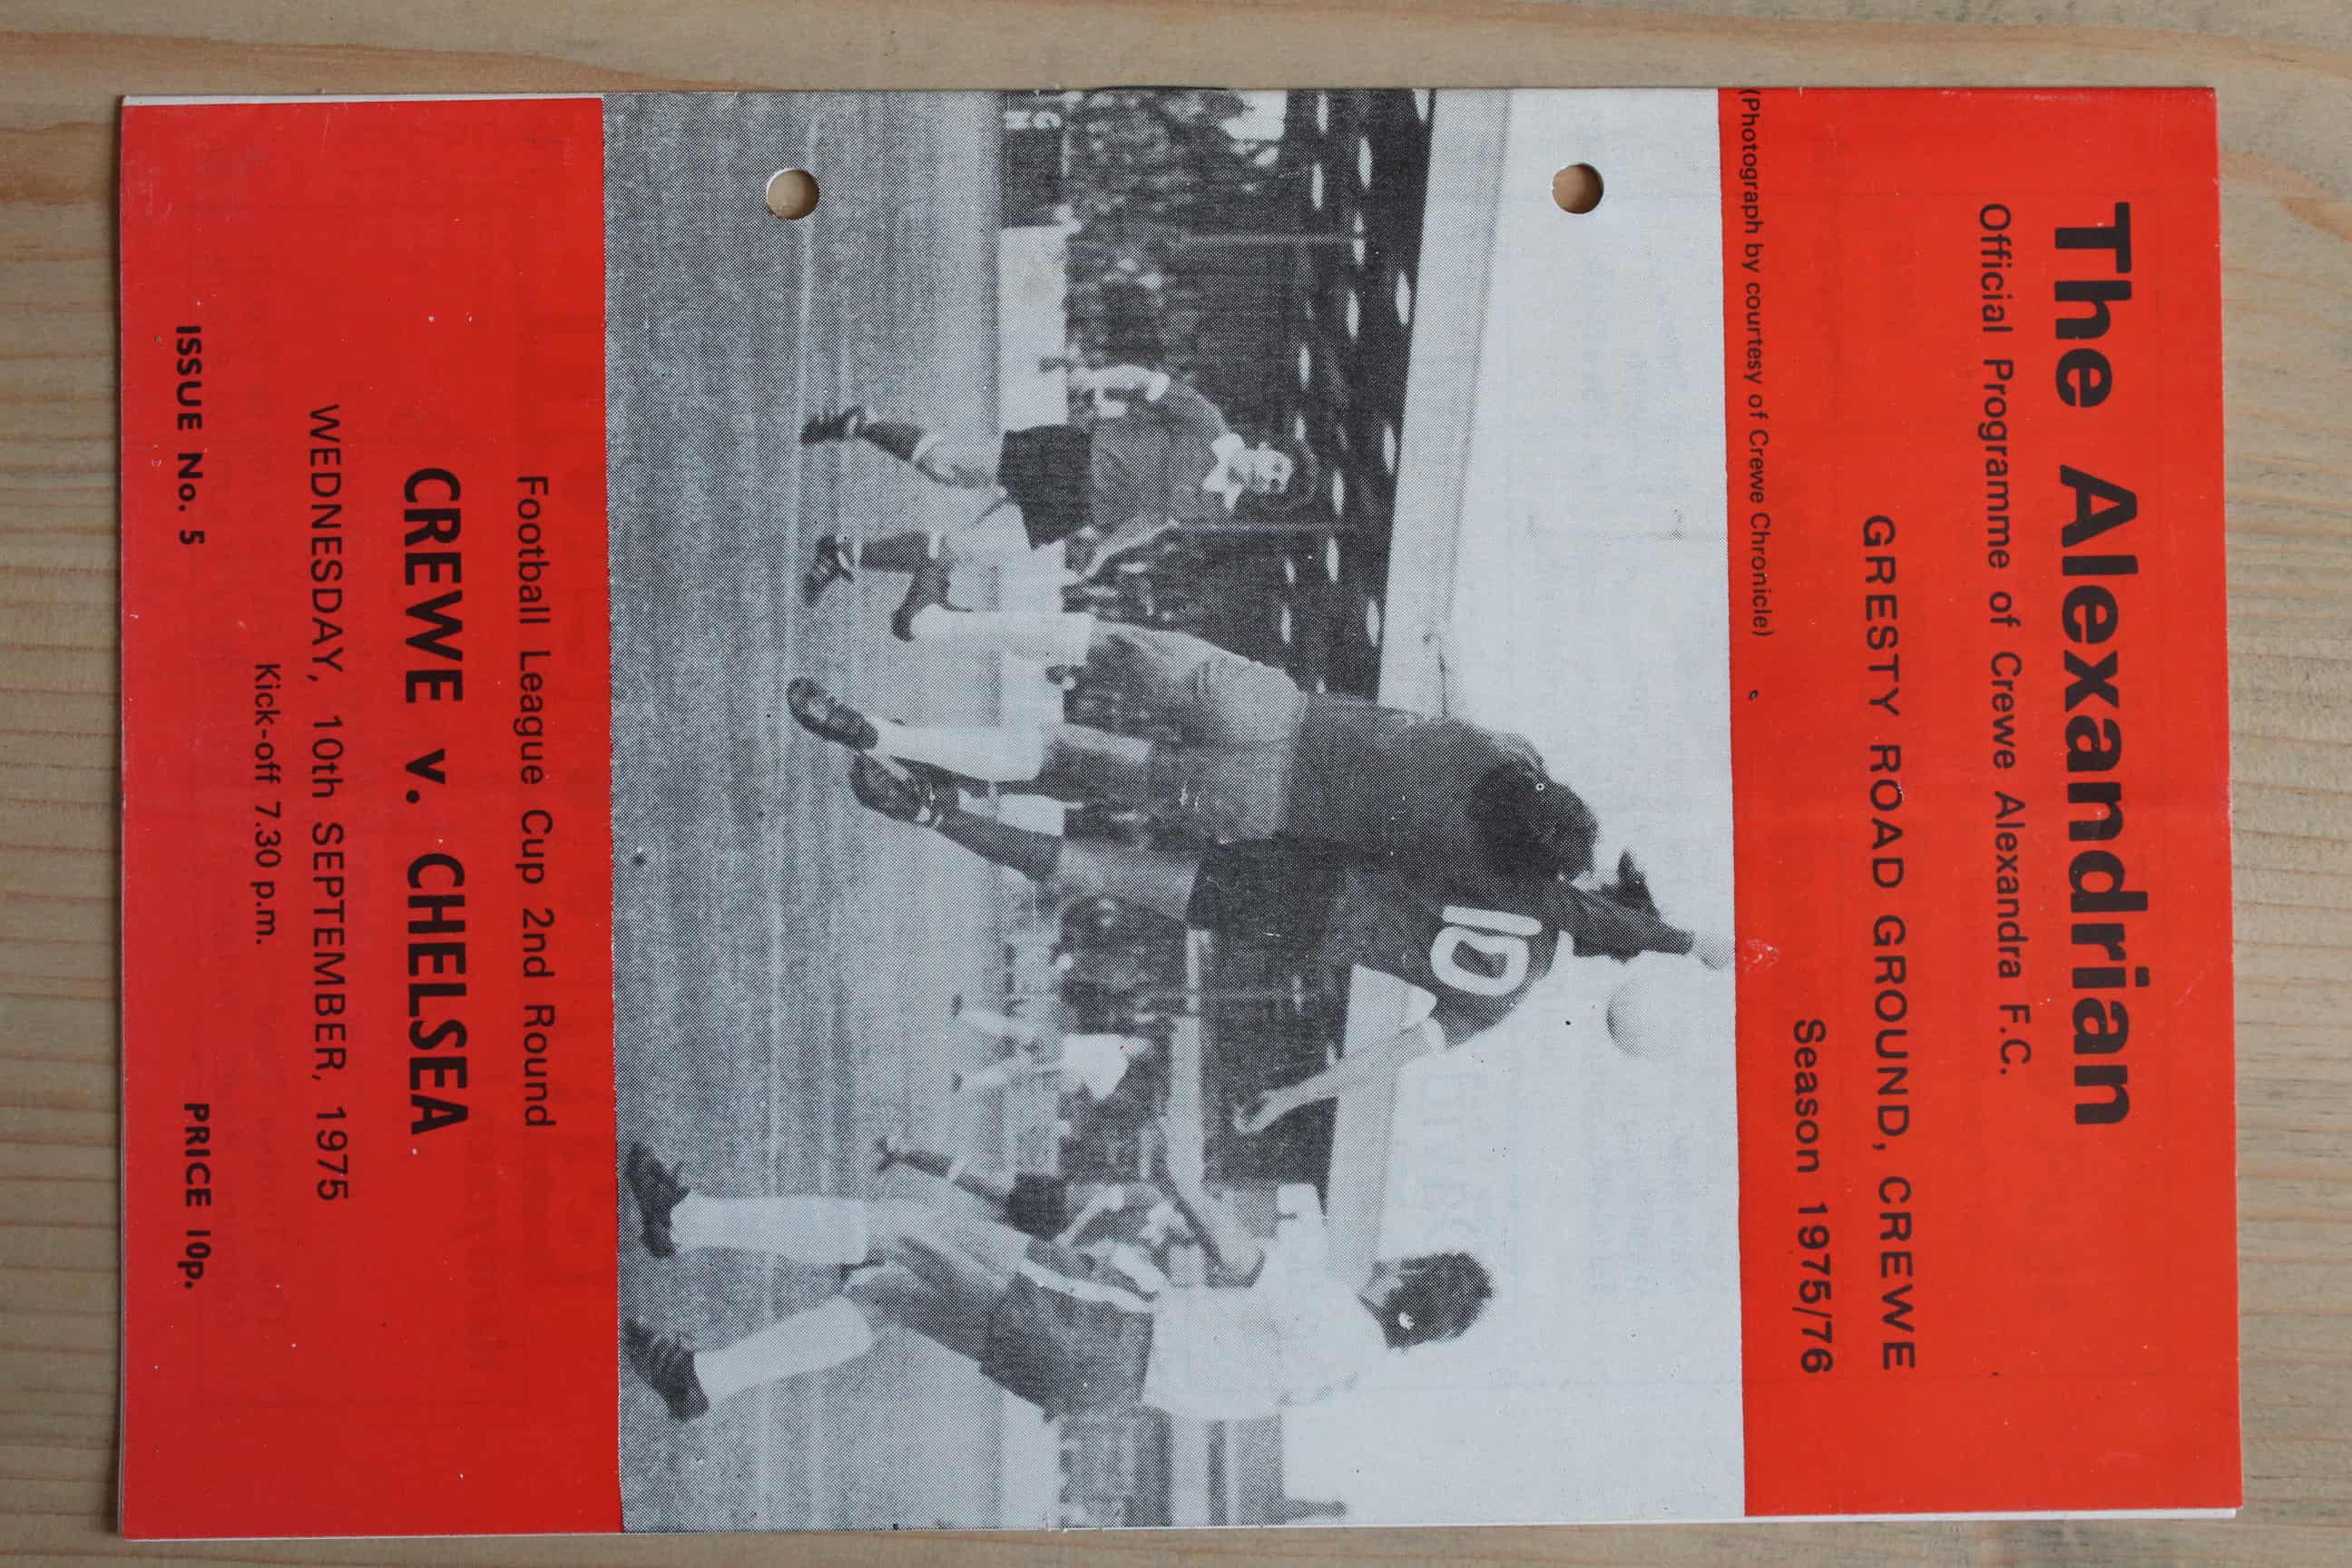 The Alexandrian
Official Programme of Crewe Alexandra F.C.
GRESTY ROAD GROUND, CREWE
Season 1975/76
(Photograph by courtesy of Crewe Chronicle)
10
Football League Cup 2nd Round
CREWE v. CHELSEA
WEDNESDAY, 10th SEPTEMBER, 1975
Kick-off 7.30 p.m.
ISSUE No. 5
PRICE 10p.